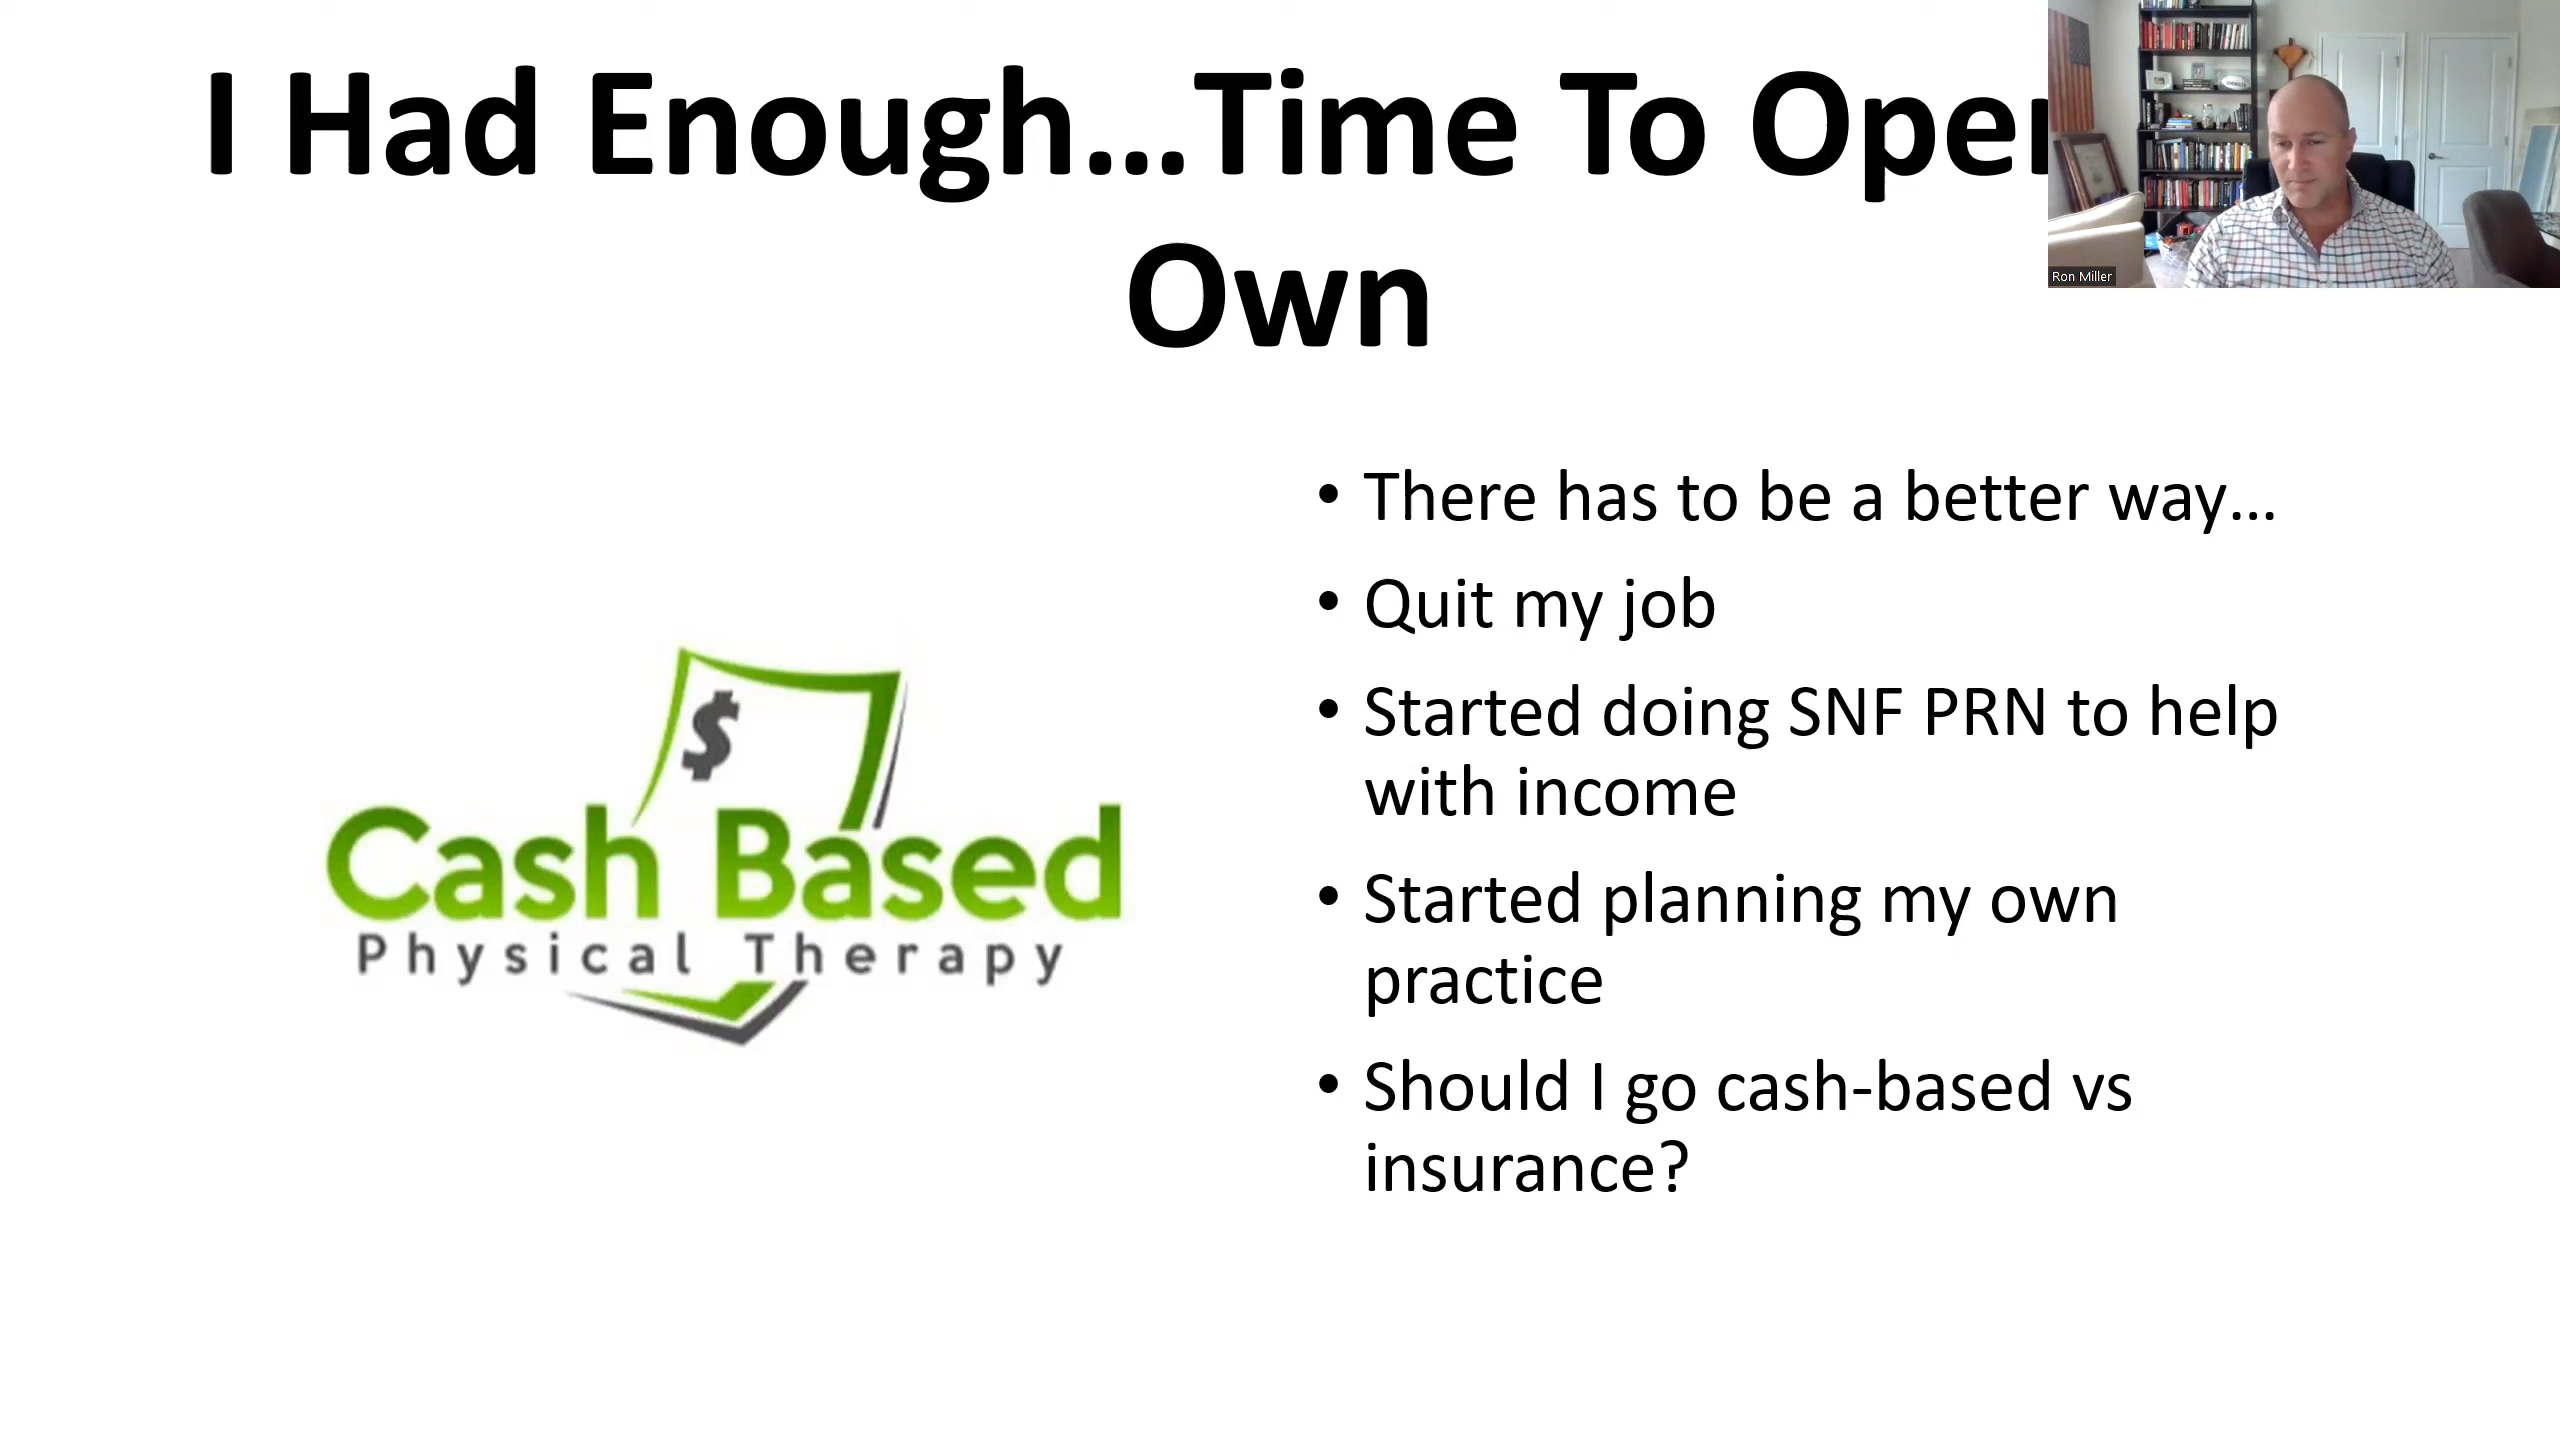 I Had Enough...Time To Open
Own
Ron Miller
• There has to be a better way...
• Quit my job
• Started doing SNF PRN to help
with income
• Started planning my own
practice
• Should I go cash-based vs
insurance?
$
Cash Based
Physical Therapy